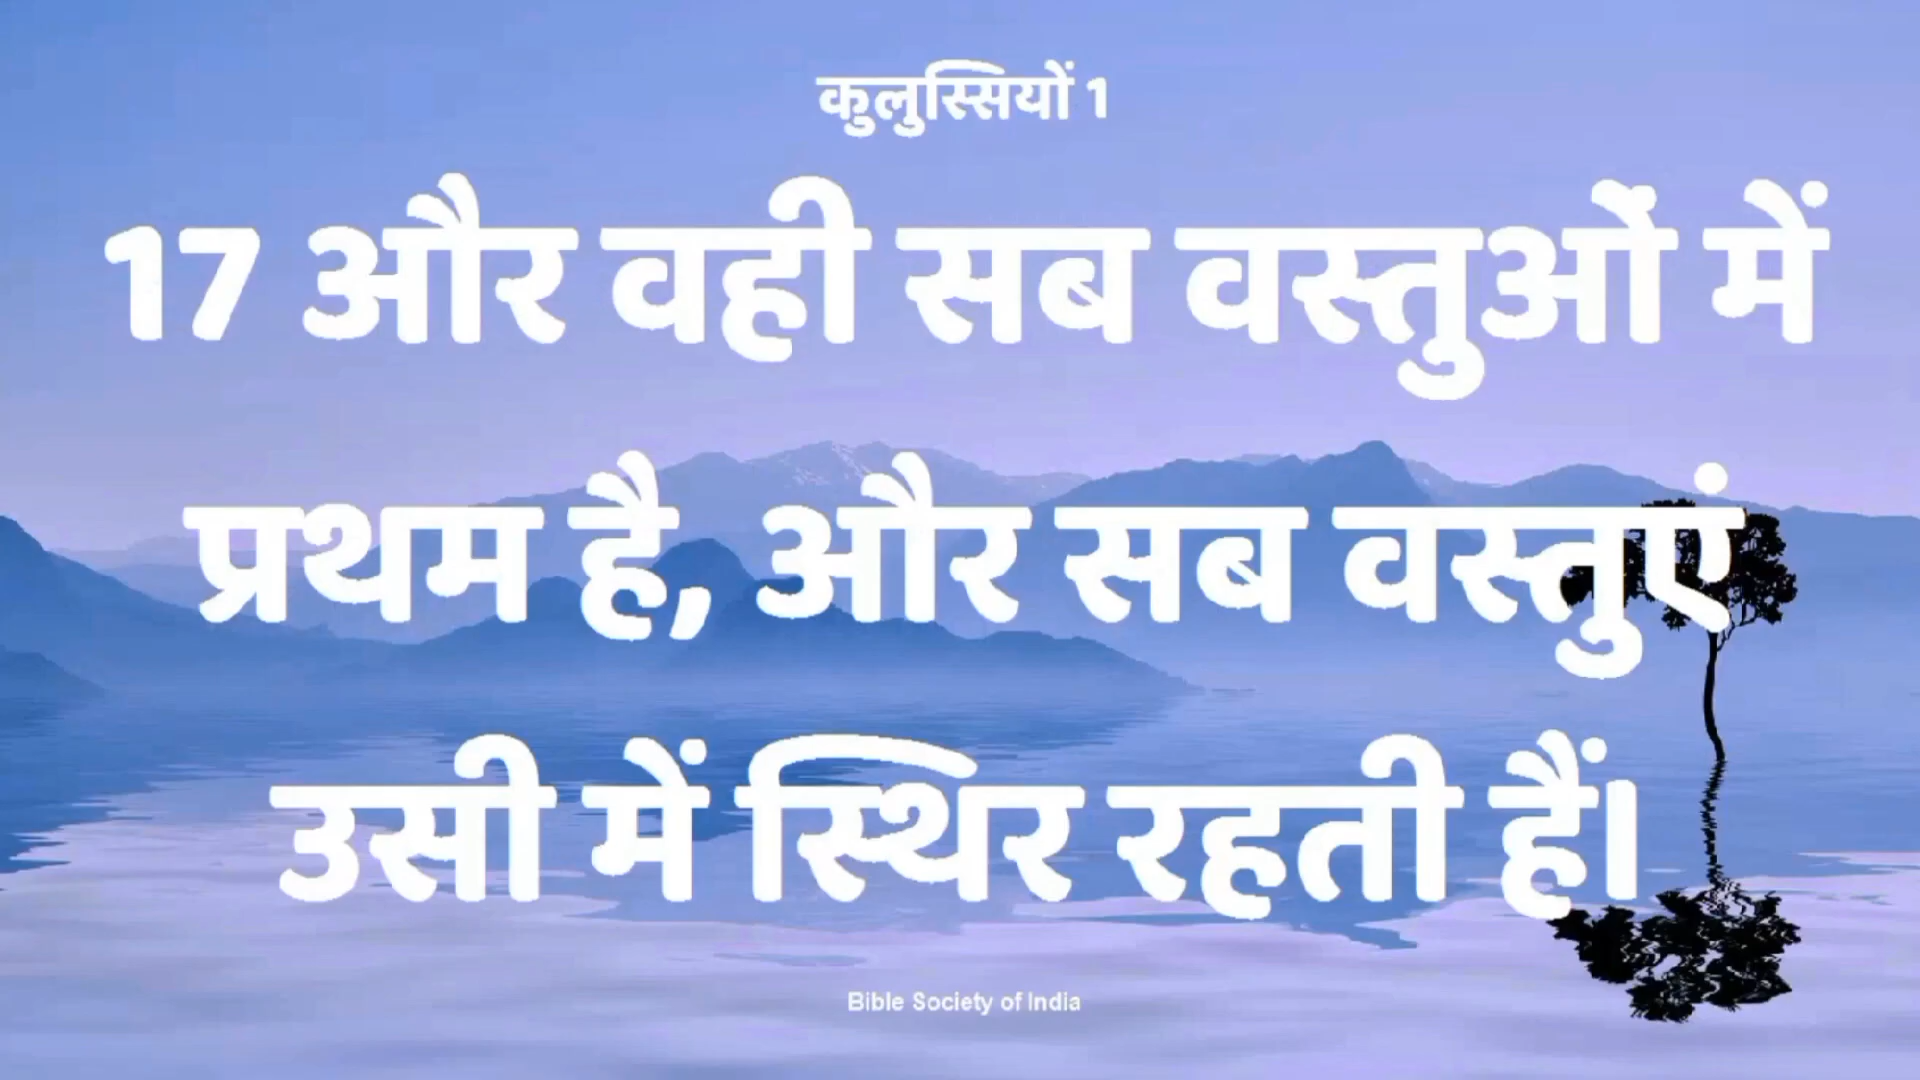 कुलुस्सियों 1
17 और वही सब वस्तुओं में
प्रथम है, और सब वस्तुएं
उसी में स्थिर रहती हैं।
Bible Society of India